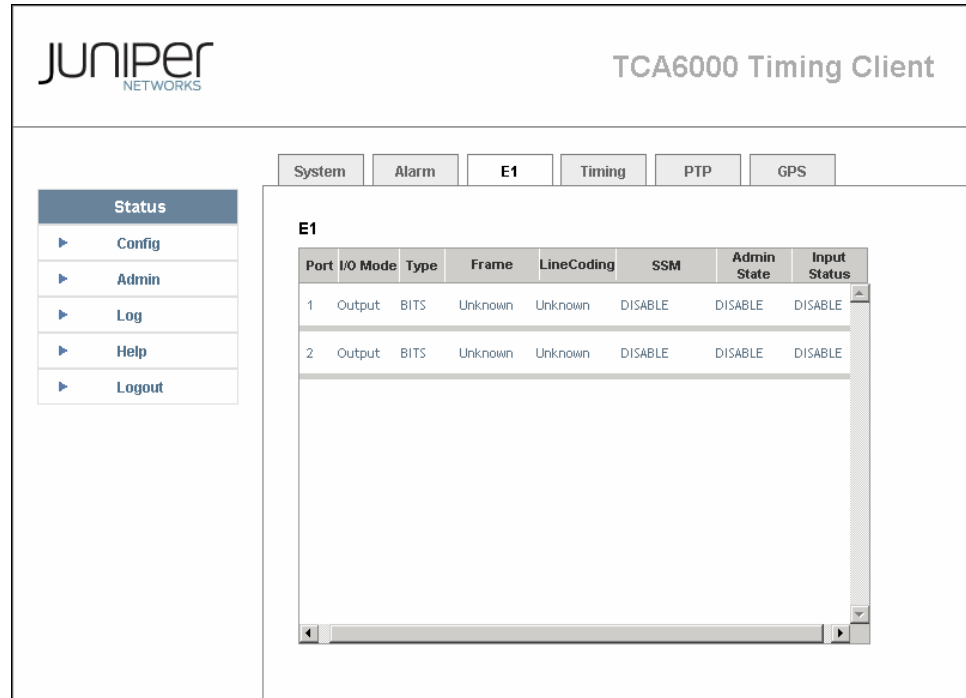 JUNIPER
NETWORKS
TCA6000 Timing Client
System Alarm E1 Timing PTP GPS
Status
Config
Admin
Log
Help
Logout
E1
Port I/O Mode Type Frame LineCoding SSM Admin State Input Status
1 Output BITS Unknown Unknown DISABLE DISABLE DISABLE
2 Output BITS Unknown Unknown DISABLE DISABLE DISABLE